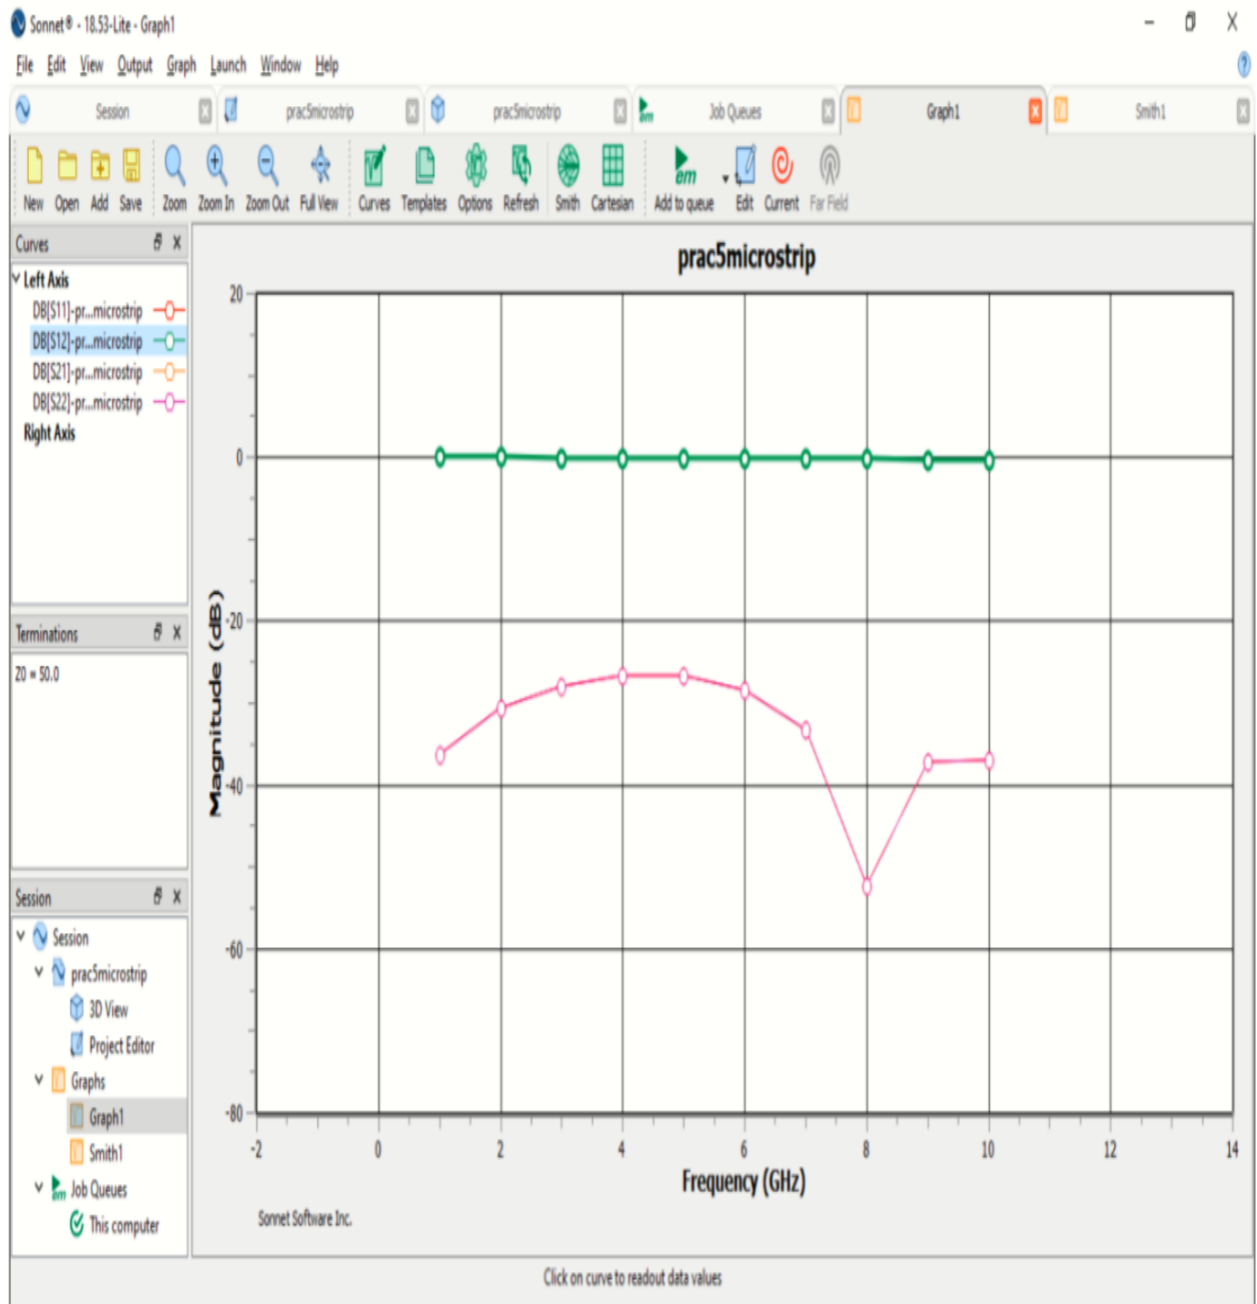 Sonnet® - 18.53-Lite - Graph1
File Edit View Output Graph Launch Window Help
Session prac5microstrip prac5microstrip Job Queues Graph1 Smith1
New Open Add Save Zoom Zoom In Zoom Out Full View Curves Templates Options Refresh Smith Cartesian Add to queue Edit Current Far Field
Curves
Left Axis
DB[S11]-pr...microstrip
DB[S12]-pr...microstrip
DB[S21]-pr...microstrip
DB[S22]-pr...microstrip
Right Axis
Terminations
Z0 = 50.0
Session
Session
prac5microstrip
3D View
Project Editor
Graphs
Graph1
Smith1
Job Queues
This computer
prac5microstrip
20
0
-20
-40
-60
-80
Magnitude (dB)
-2 0 2 4 6 8 10 12 14
Frequency (GHz)
Sonnet Software Inc.
Click on curve to readout data values